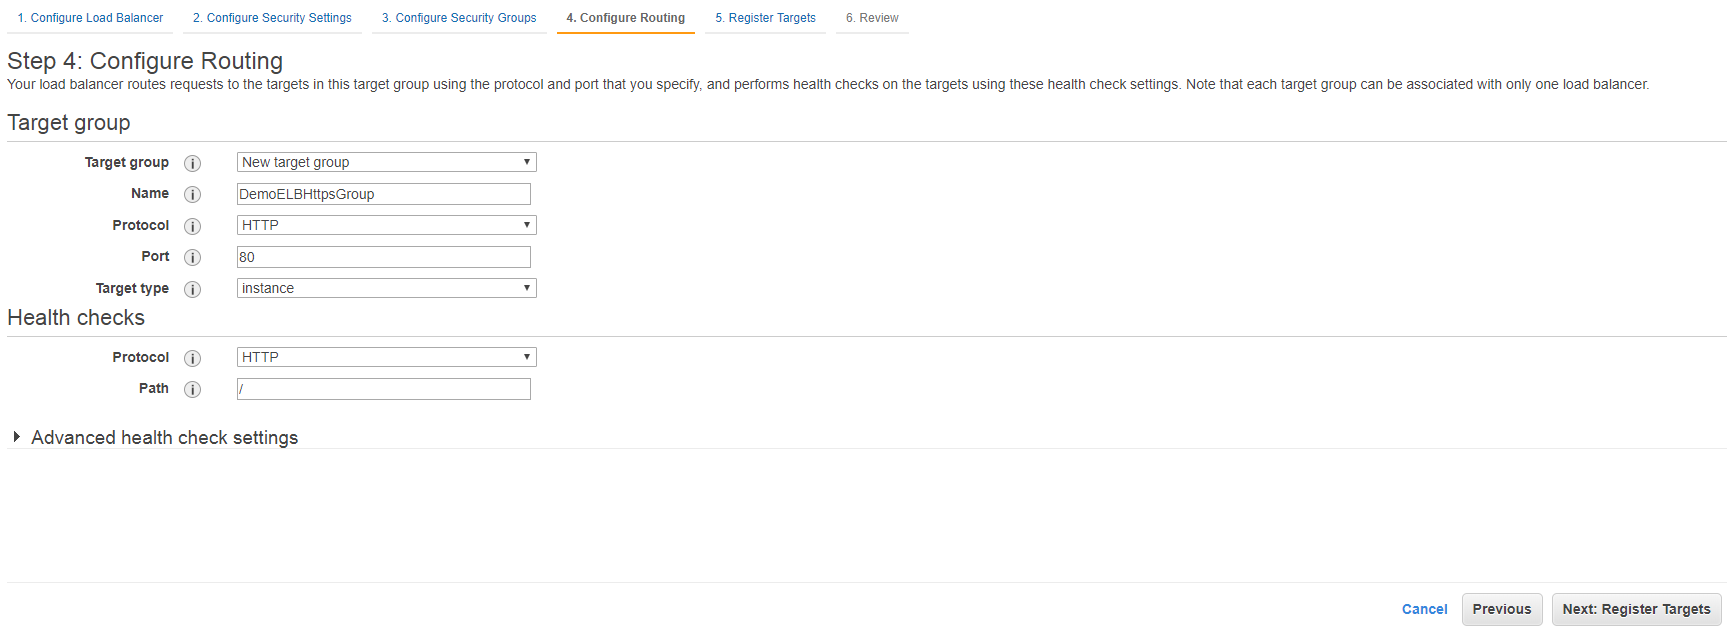 1. Configure Load Balancer 2. Configure Security Settings 3. Configure Security Groups 4. Configure Routing 5. Register Targets 6. Review
Step 4: Configure Routing
Your load balancer routes requests to the targets in this target group using the protocol and port that you specify, and performs health checks on the targets using these health check settings. Note that each target group can be associated with only one load balancer.
Target group
Target group i New target group
Name i DemoELBHttpsGroup
Protocol i HTTP
Port i 80
Target type i instance
Health checks
Protocol i HTTP
Path i /
Advanced health check settings
Cancel Previous Next: Register Targets